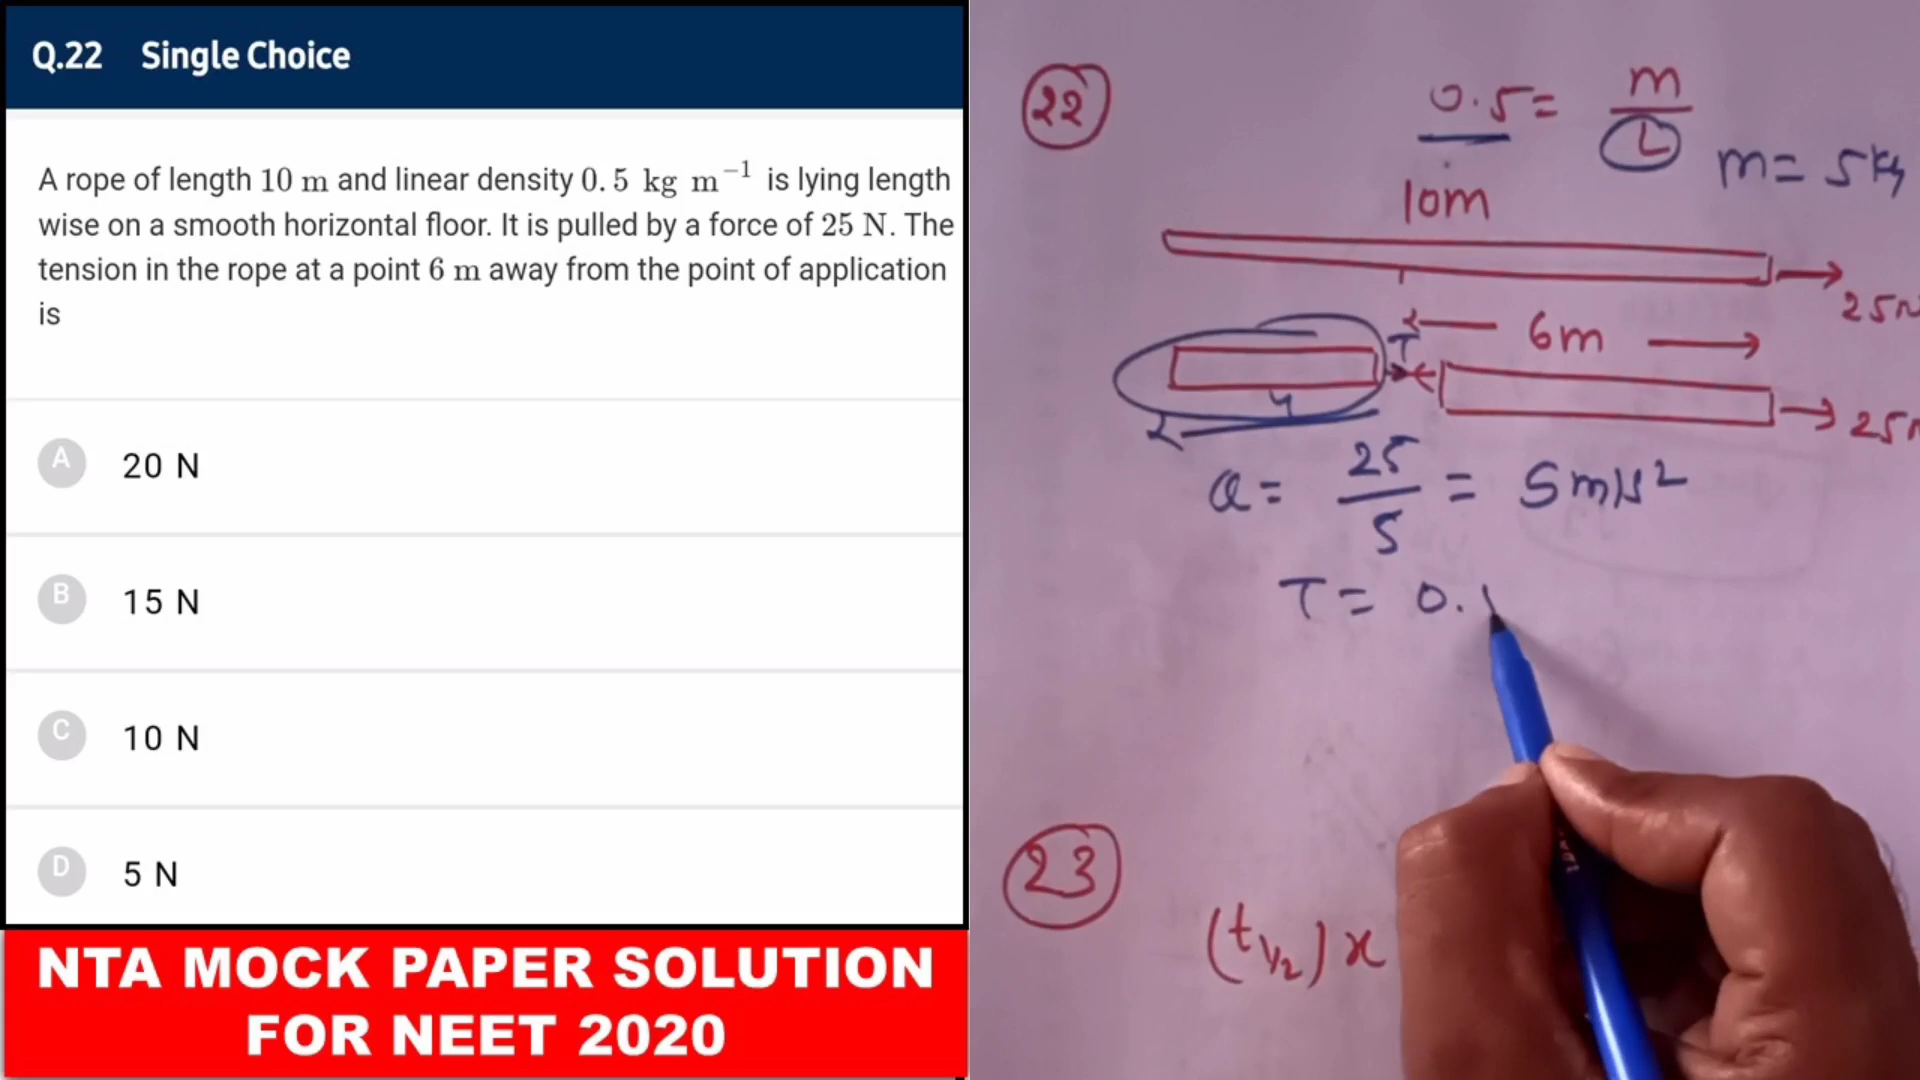 Q.22 Single Choice
A rope of length 10 m and linear density 0.5 kg m⁻¹ is lying length
wise on a smooth horizontal floor. It is pulled by a force of 25 N. The
tension in the rope at a point 6 m away from the point of application
is
A 20 N
B 15 N
C 10 N
D 5 N
NTA MOCK PAPER SOLUTION
FOR NEET 2020
22
0.5 = m/L
m = 5 kg
10m
25N
6m
T
4
25N
a = 25/5 = 5 m/s²
T = 0.
23
(t½) x